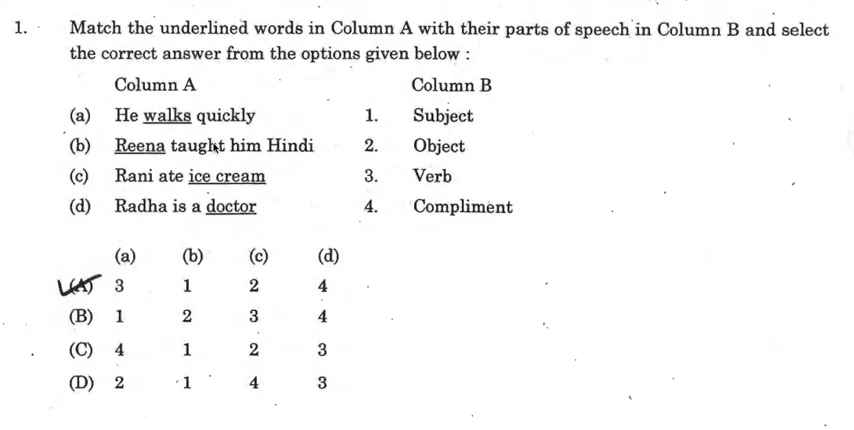 1. Match the underlined words in Column A with their parts of speech in Column B and select
the correct answer from the options given below :
Column A Column B
(a) He walks quickly 1. Subject
(b) Reena taught him Hindi 2. Object
(c) Rani ate ice cream 3. Verb
(d) Radha is a doctor 4. Compliment
(a) (b) (c) (d)
(A) 3 1 2 4
(B) 1 2 3 4
(C) 4 1 2 3
(D) 2 1 4 3